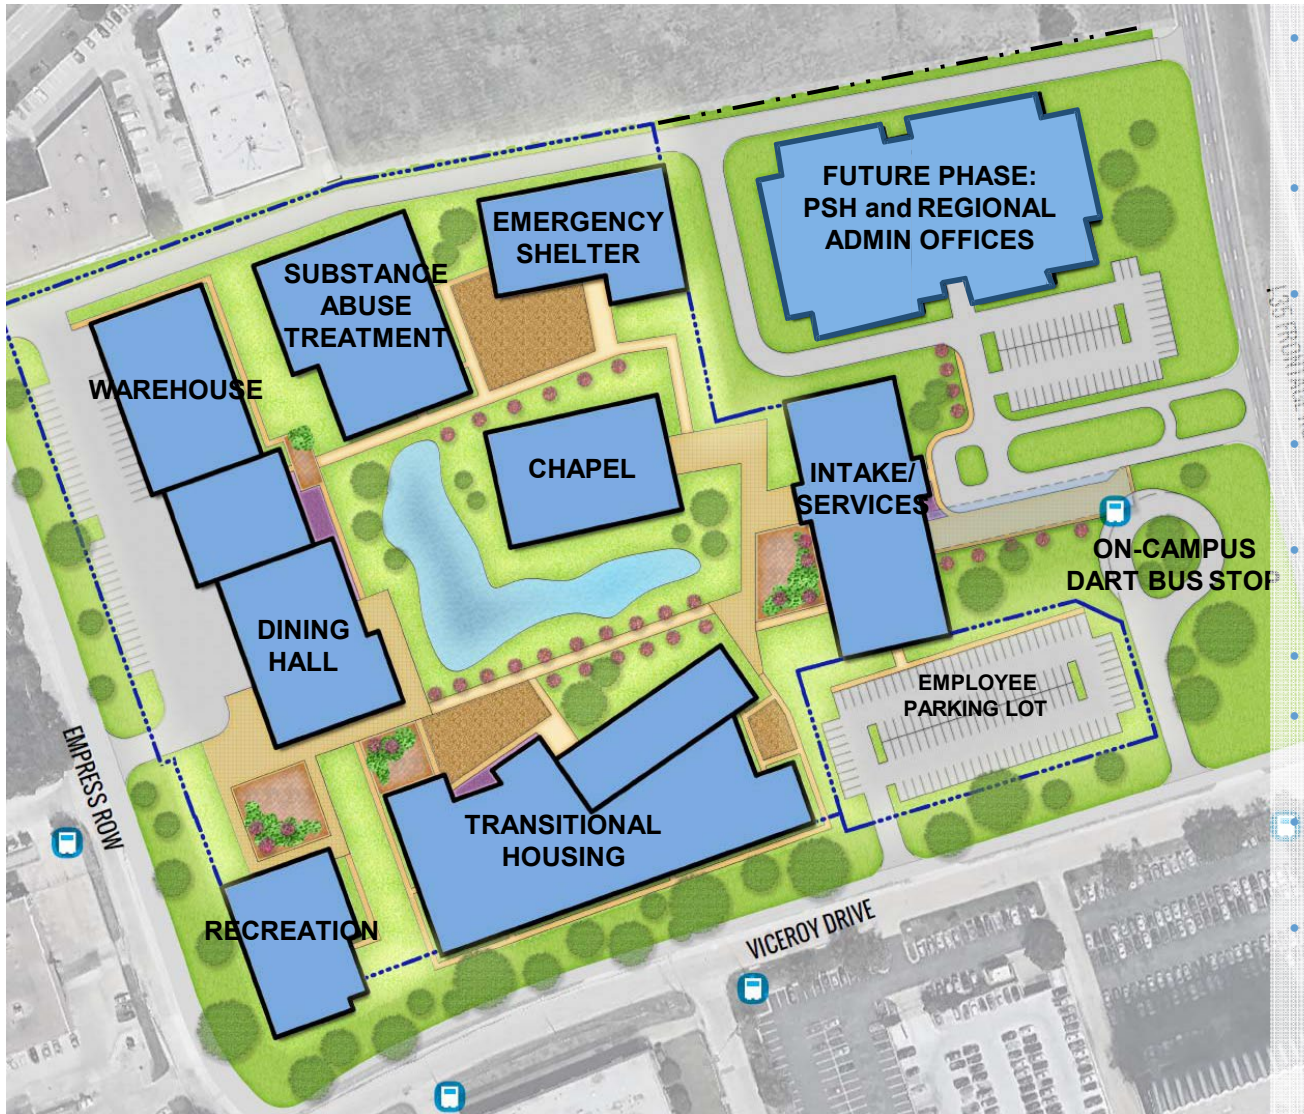 FUTURE PHASE:
PSH and REGIONAL
ADMIN OFFICES
EMERGENCY
SHELTER
SUBSTANCE
ABUSE
TREATMENT
WAREHOUSE
CHAPEL
INTAKE/
SERVICES
ON-CAMPUS
DART BUS STOP
DINING
HALL
EMPLOYEE
PARKING LOT
EMPRESS ROW
TRANSITIONAL
HOUSING
RECREATION
VICEROY DRIVE